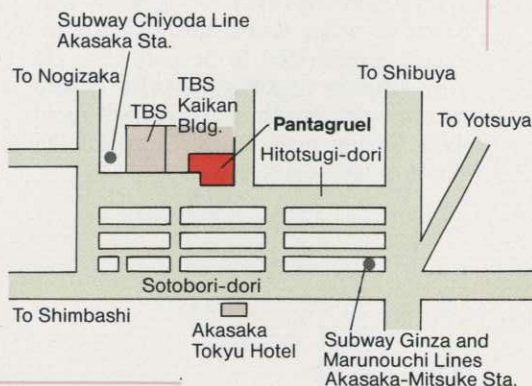 Subway Chiyoda Line
Akasaka Sta.
To Nogizaka
TBS
TBS
Kaikan
Bldg.
To Shibuya
Pantagruel
To Yotsuya
Hitotsugi-dori
Sotobori-dori
To Shimbashi
Akasaka
Tokyu Hotel
Subway Ginza and
Marunouchi Lines
Akasaka-Mitsuke Sta.